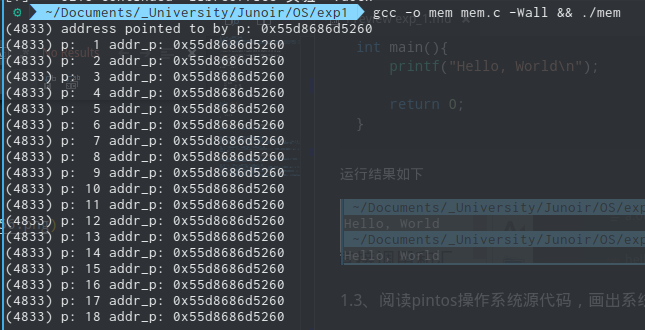 ~/Documents/_University/Junoir/OS/exp1 gcc -o mem mem.c -Wall && ./mem
(4833) address pointed to by p: 0x55d8686d5260
(4833) p: 1 addr_p: 0x55d8686d5260
(4833) p: 2 addr_p: 0x55d8686d5260
(4833) p: 3 addr_p: 0x55d8686d5260
(4833) p: 4 addr_p: 0x55d8686d5260
(4833) p: 5 addr_p: 0x55d8686d5260
(4833) p: 6 addr_p: 0x55d8686d5260
(4833) p: 7 addr_p: 0x55d8686d5260
(4833) p: 8 addr_p: 0x55d8686d5260
(4833) p: 9 addr_p: 0x55d8686d5260
(4833) p: 10 addr_p: 0x55d8686d5260
(4833) p: 11 addr_p: 0x55d8686d5260
(4833) p: 12 addr_p: 0x55d8686d5260
(4833) p: 13 addr_p: 0x55d8686d5260
(4833) p: 14 addr_p: 0x55d8686d5260
(4833) p: 15 addr_p: 0x55d8686d5260
(4833) p: 16 addr_p: 0x55d8686d5260
(4833) p: 17 addr_p: 0x55d8686d5260
(4833) p: 18 addr_p: 0x55d8686d5260
int main(){
printf("Hello, World\n");
return 0;
}
运行结果如下
~/Documents/_University/Junoir/OS/exp
Hello, World
~/Documents/_University/Junoir/OS/exp
Hello, World
1.3、阅读pintos操作系统源代码，画出系统